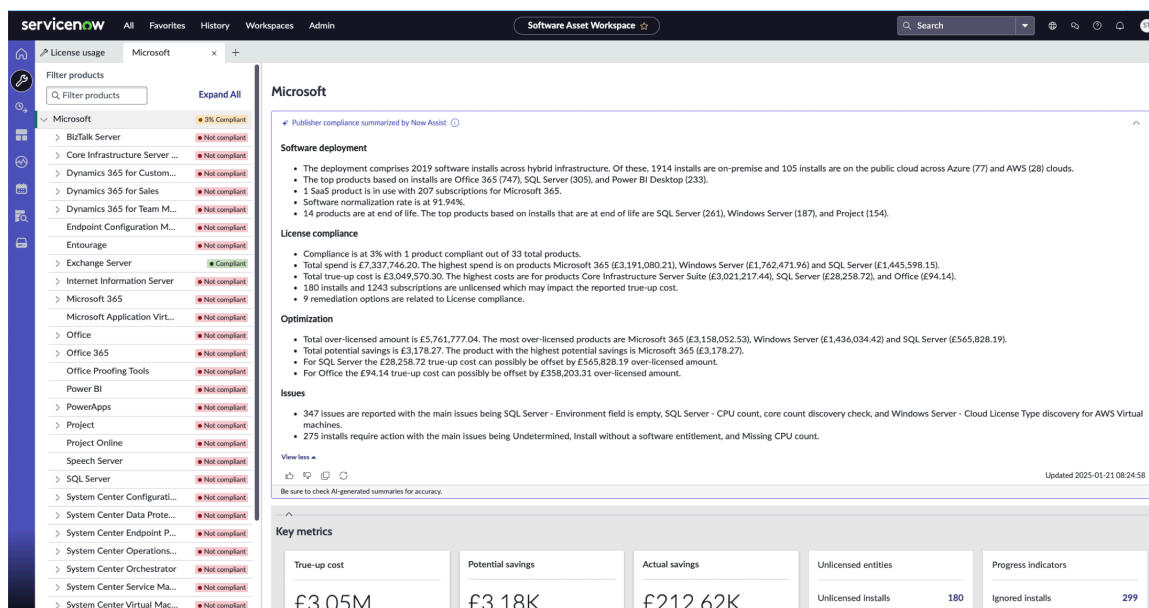 servicenow All Favorites History Workspaces Admin Software Asset Workspace Search
License usage Microsoft × +
Filter products
Filter products Expand All
Microsoft 3% Compliant
BizTalk Server Not compliant
Core Infrastructure Server ... Not compliant
Dynamics 365 for Custom... Not compliant
Dynamics 365 for Sales Not compliant
Dynamics 365 for Team M... Not compliant
Endpoint Configuration M... Not compliant
Entourage Not compliant
Exchange Server Compliant
Internet Information Server Not compliant
Microsoft 365 Not compliant
Microsoft Application Virt... Not compliant
Office Not compliant
Office 365 Not compliant
Office Proofing Tools Not compliant
Power BI Not compliant
PowerApps Not compliant
Project Not compliant
Project Online Not compliant
Speech Server Not compliant
SQL Server Not compliant
System Center Configurati... Not compliant
System Center Data Prote... Not compliant
System Center Endpoint P... Not compliant
System Center Operations... Not compliant
System Center Orchestrator Not compliant
System Center Service Ma... Not compliant
System Center Virtual Mac... Not compliant
Microsoft
Publisher compliance summarized by Now Assist
Software deployment
• The deployment comprises 2019 software installs across hybrid infrastructure. Of these, 1914 installs are on-premise and 105 installs are on the public cloud across Azure (77) and AWS (28) clouds.
• The top products based on installs are Office 365 (747), SQL Server (305), and Power BI Desktop (233).
• 1 SaaS product is in use with 207 subscriptions for Microsoft 365.
• Software normalization rate is at 91.94%.
• 14 products are at end of life. The top products based on installs that are at end of life are SQL Server (261), Windows Server (187), and Project (154).
License compliance
• Compliance is at 3% with 1 product compliant out of 33 total products.
• Total spend is £7,337,746.20. The highest spend is on products Microsoft 365 (£3,191,080.21), Windows Server (£1,762,471.96) and SQL Server (£1,445,598.15).
• Total true-up cost is £3,049,570.30. The highest costs are for products Core Infrastructure Server Suite (£3,021,217.44), SQL Server (£28,258.72), and Office (£94.14).
• 180 installs and 1243 subscriptions are unlicensed which may impact the reported true-up cost.
• 9 remediation options are related to License compliance.
Optimization
• Total over-licensed amount is £5,761,777.04. The most over-licensed products are Microsoft 365 (£3,158,052.53), Windows Server (£1,436,034.42) and SQL Server (£565,828.19).
• Total potential savings is £3,178.27. The product with the highest potential savings is Microsoft 365 (£3,178.27).
• For SQL Server the £28,258.72 true-up cost can possibly be offset by £565,828.19 over-licensed amount.
• For Office the £94.14 true-up cost can possibly be offset by £358,203.31 over-licensed amount.
Issues
• 347 issues are reported with the main issues being SQL Server - Environment field is empty, SQL Server - CPU count, core count discovery check, and Windows Server - Cloud License Type discovery for AWS Virtual
machines.
• 275 installs require action with the main issues being Undetermined, Install without a software entitlement, and Missing CPU count.
View less
Updated 2025-01-21 08:24:58
Be sure to check AI-generated summaries for accuracy.
Key metrics
True-up cost Potential savings Actual savings Unlicensed entities Progress indicators
£3.05M £3.18K £212.62K Unlicensed installs 180 Ignored installs 299